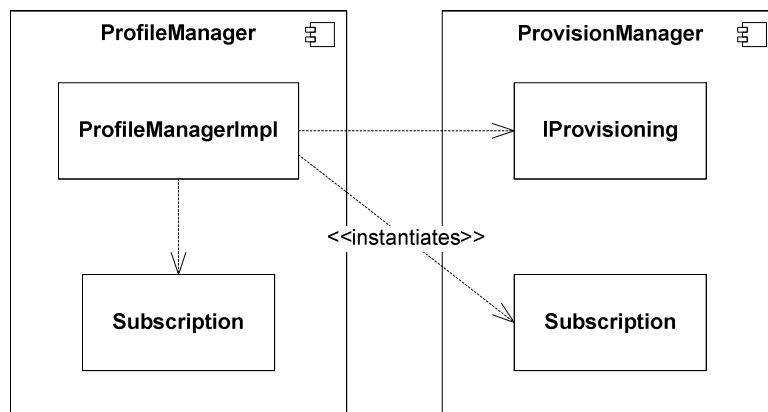 ProfileManager
ProvisionManager
ProfileManagerImpl
IProvisioning
<<instantiates>>
Subscription
Subscription